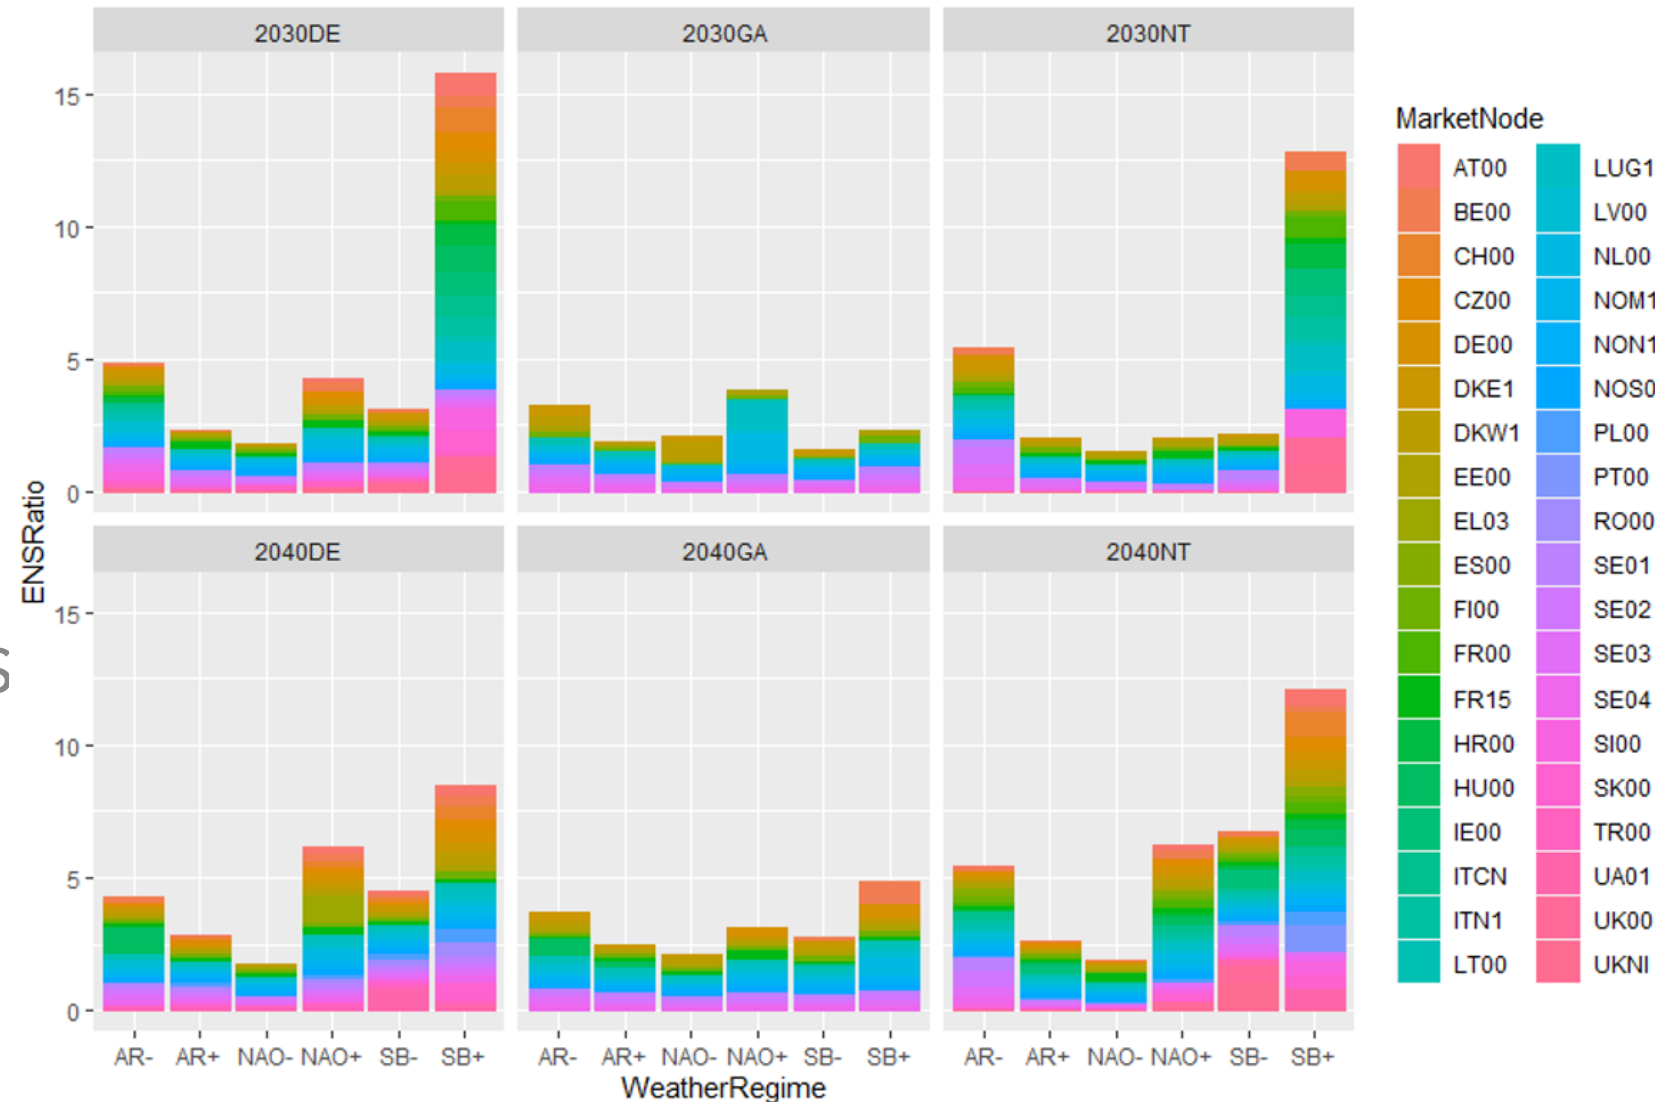 2030DE 2030GA 2030NT
15
10
5
0
2040DE 2040GA 2040NT
15
10
5
0
AR- AR+ NAO- NAO+ SB- SB+ AR- AR+ NAO- NAO+ SB- SB+ AR- AR+ NAO- NAO+ SB- SB+
WeatherRegime
ENSRatio
s
MarketNode
AT00 LUG1
BE00 LV00
CH00 NL00
CZ00 NOM1
DE00 NON1
DKE1 NOS0
DKW1 PL00
EE00 PT00
EL03 RO00
ES00 SE01
FI00 SE02
FR00 SE03
FR15 SE04
HR00 SI00
HU00 SK00
IE00 TR00
ITCN UA01
ITN1 UK00
LT00 UKNI